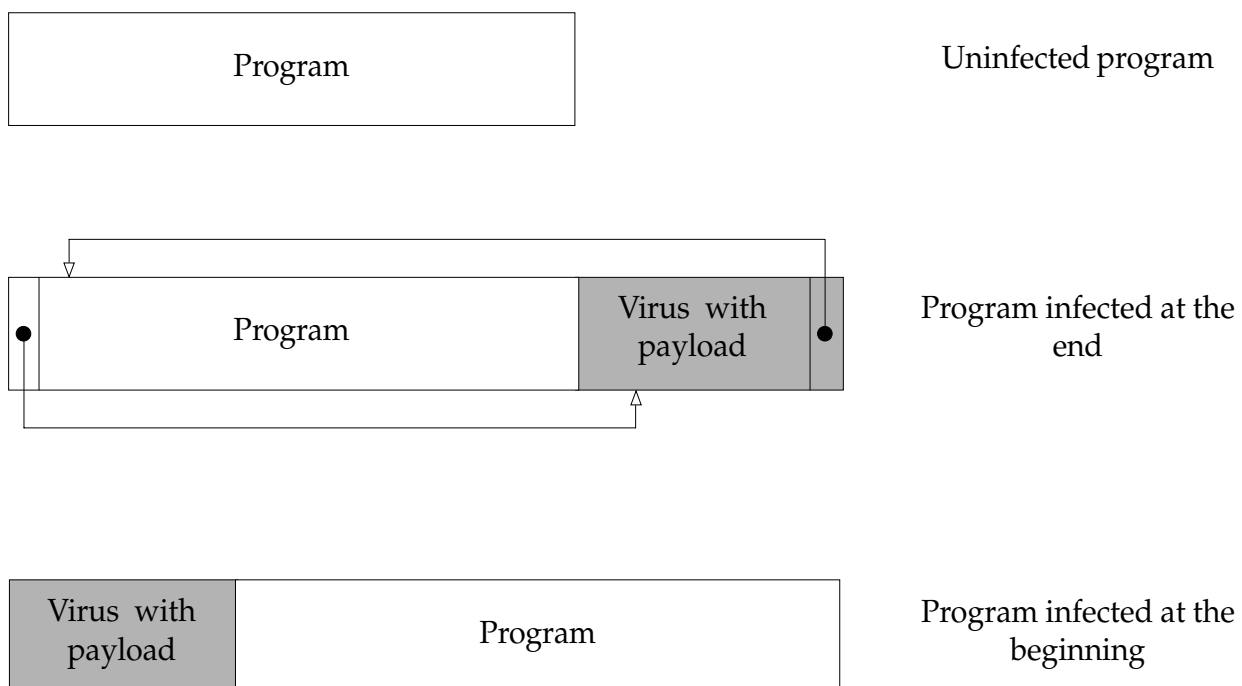 Program
Uninfected program
Program
Virus with
payload
Program infected at the
end
Virus with
payload
Program
Program infected at the
beginning